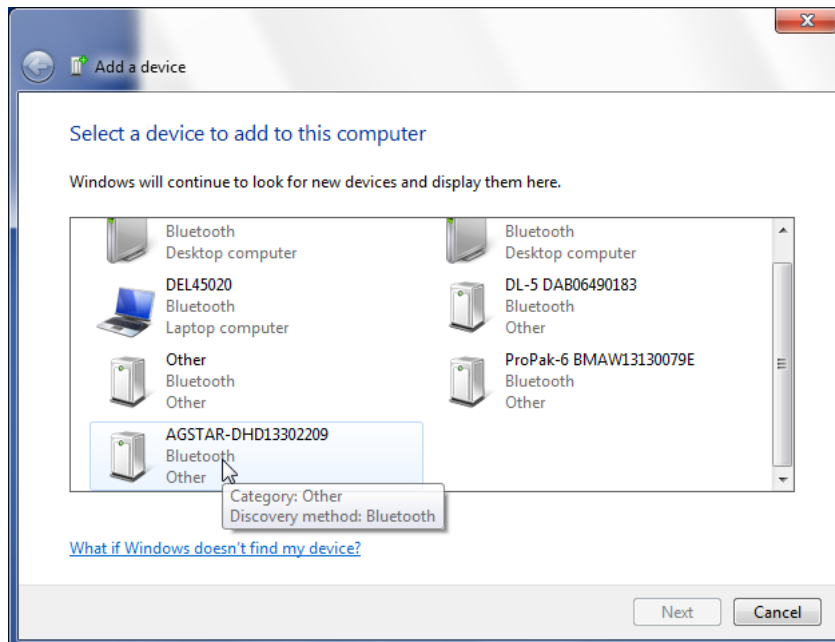 Add a device
Select a device to add to this computer
Windows will continue to look for new devices and display them here.
Bluetooth
Desktop computer
Bluetooth
Desktop computer
DEL45020
Bluetooth
Laptop computer
DL-5 DAB06490183
Bluetooth
Other
Other
Bluetooth
Other
ProPak-6 BMAW13130079E
Bluetooth
Other
AGSTAR-DHD13302209
Bluetooth
Other
Category: Other
Discovery method: Bluetooth
What if Windows doesn't find my device?
Next
Cancel